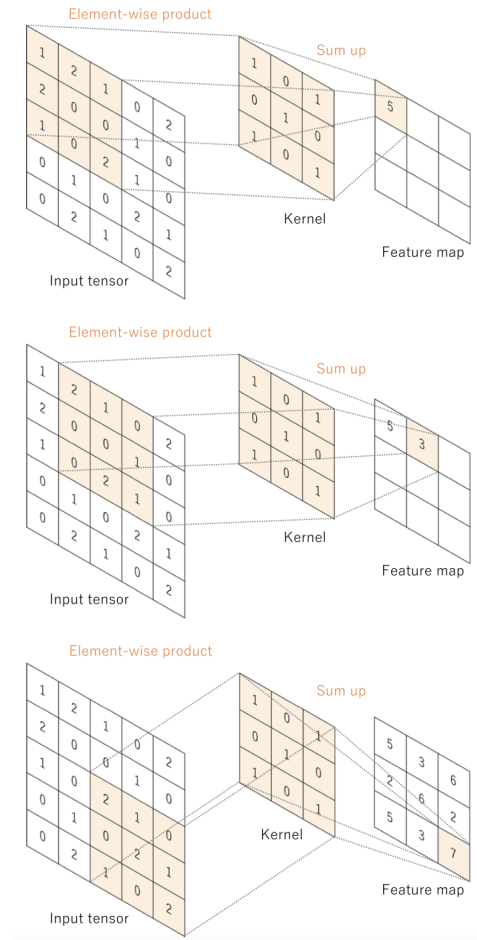 Element-wise product
Sum up
1 2 1 0 2
2 0 0 1 0
1 0 2 1 0
0 1 0 2 1
0 2 1 0 2
1 0 1
0 1 0
1 0 1
5
Kernel
Feature map
Input tensor
Element-wise product
Sum up
1 2 1 0 2
2 0 0 1 0
1 0 2 1 0
0 1 0 2 1
0 2 1 0 2
1 0 1
0 1 0
1 0 1
5 3
Kernel
Feature map
Input tensor
Element-wise product
Sum up
1 2 1 0 2
2 0 0 1 0
1 0 2 1 0
0 1 0 2 1
0 2 1 0 2
1 0 1
0 1 0
1 0 1
5 3 6
2 6 2
5 3 7
Kernel
Feature map
Input tensor